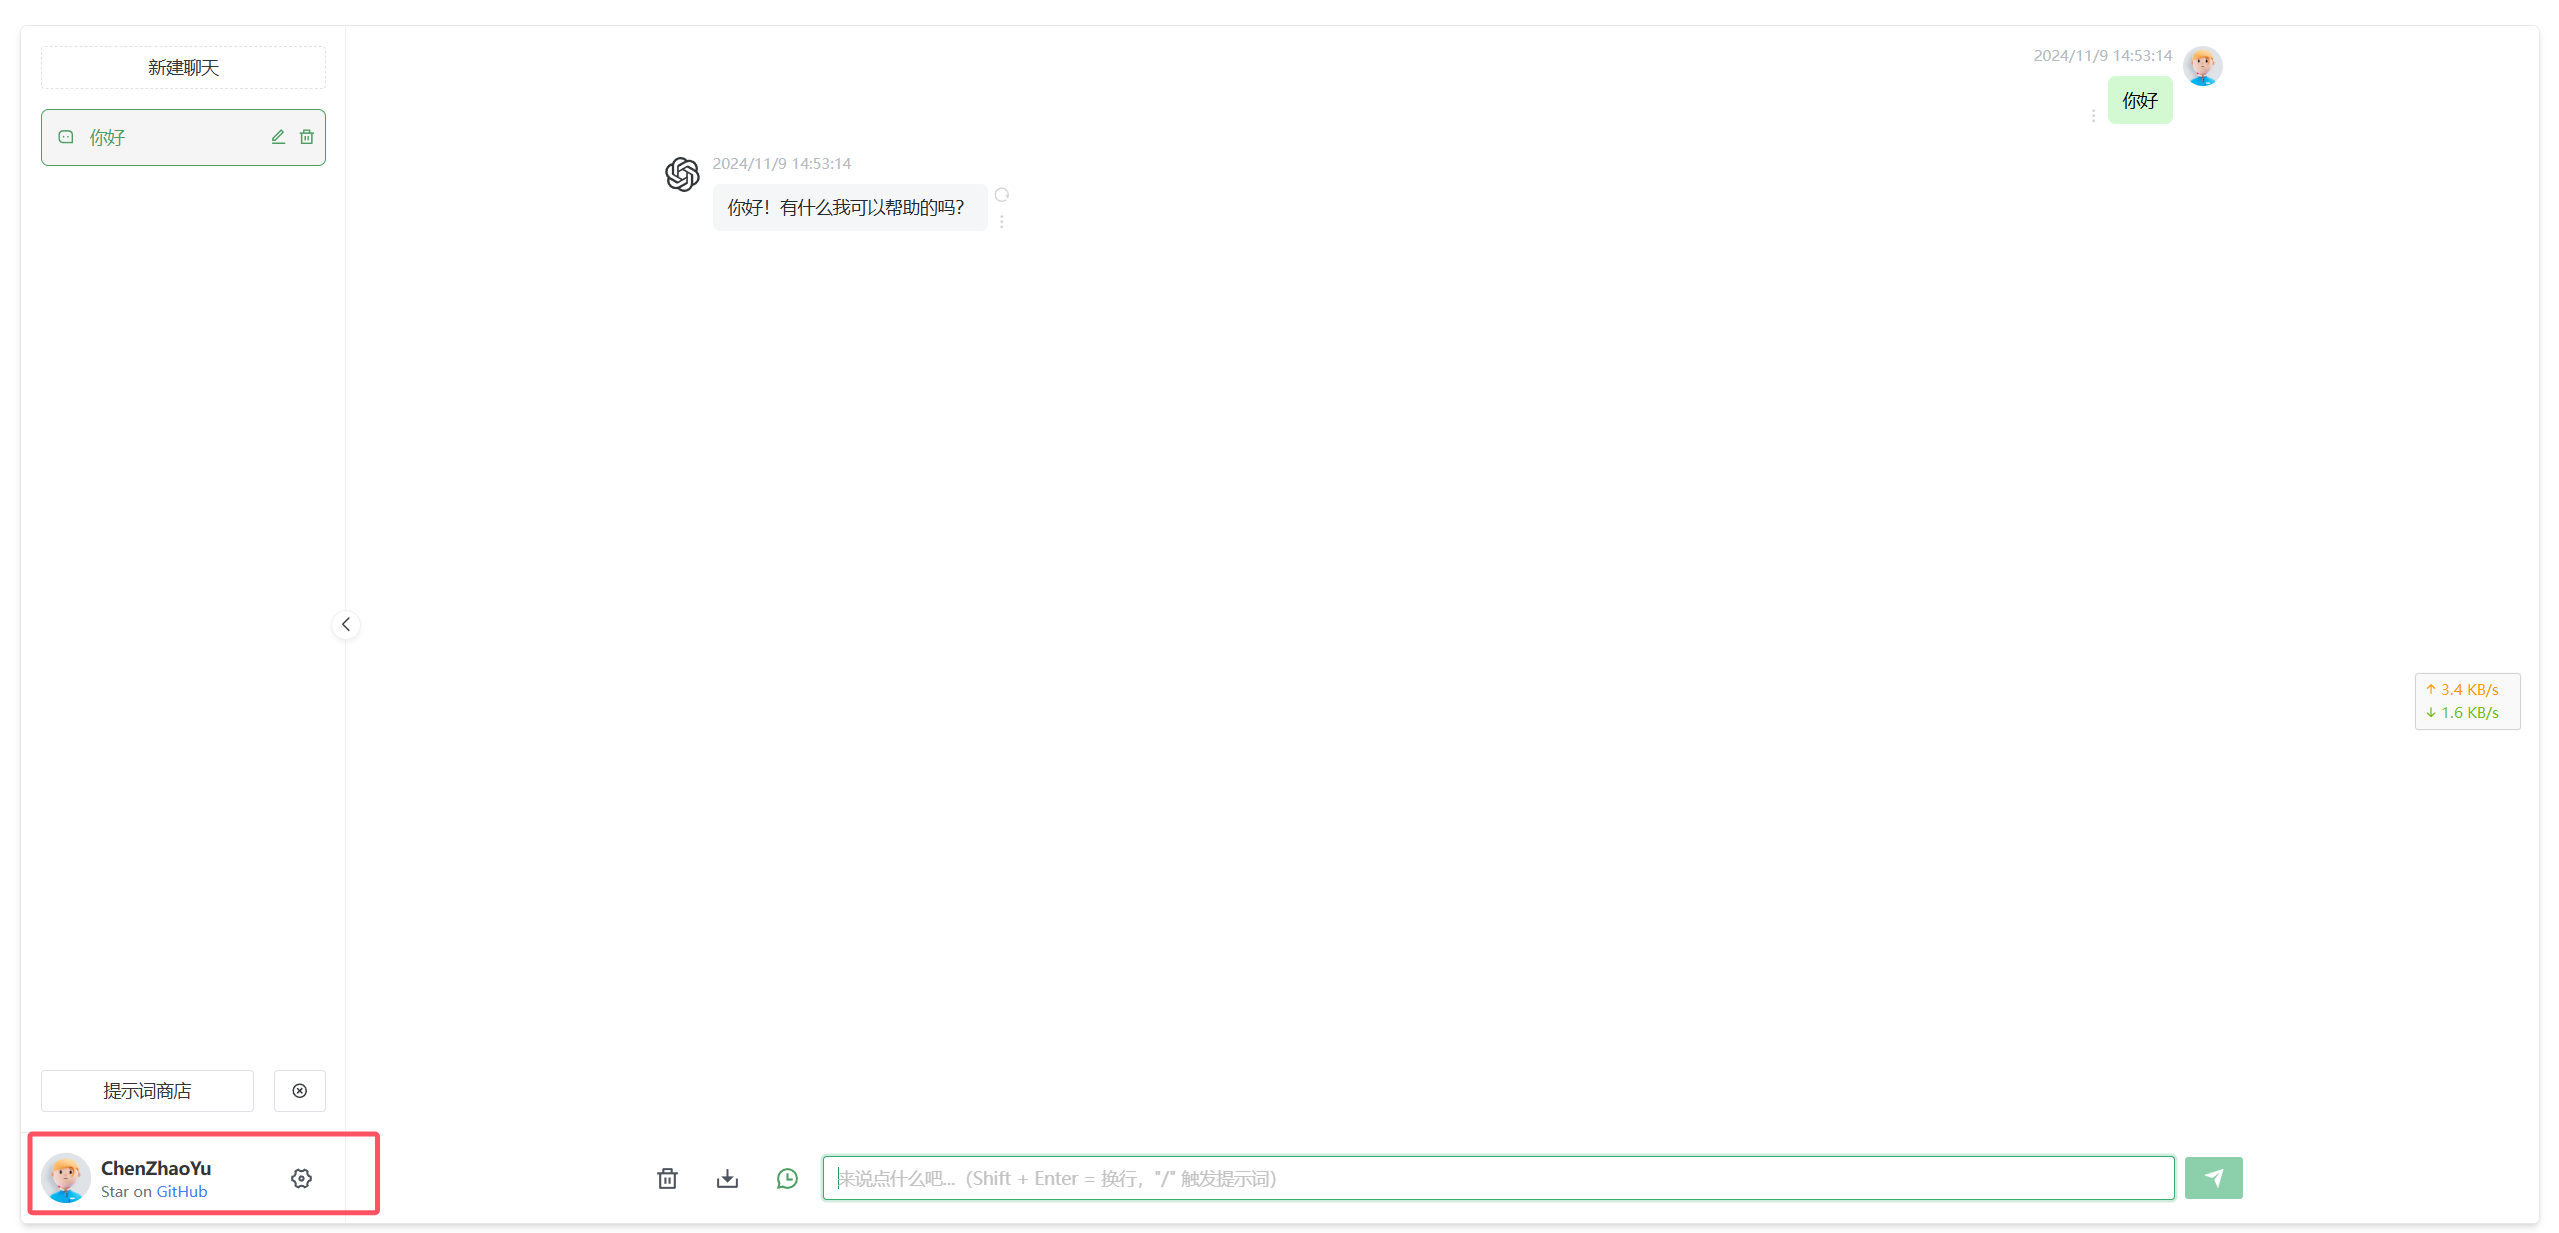 新建聊天
你好
2024/11/9 14:53:14
你好
2024/11/9 14:53:14
你好！有什么我可以帮助的吗？
↑ 3.4 KB/s
↓ 1.6 KB/s
提示词商店
ChenZhaoYu
Star on GitHub
来说点什么吧...（Shift + Enter = 换行，"/" 触发提示词）